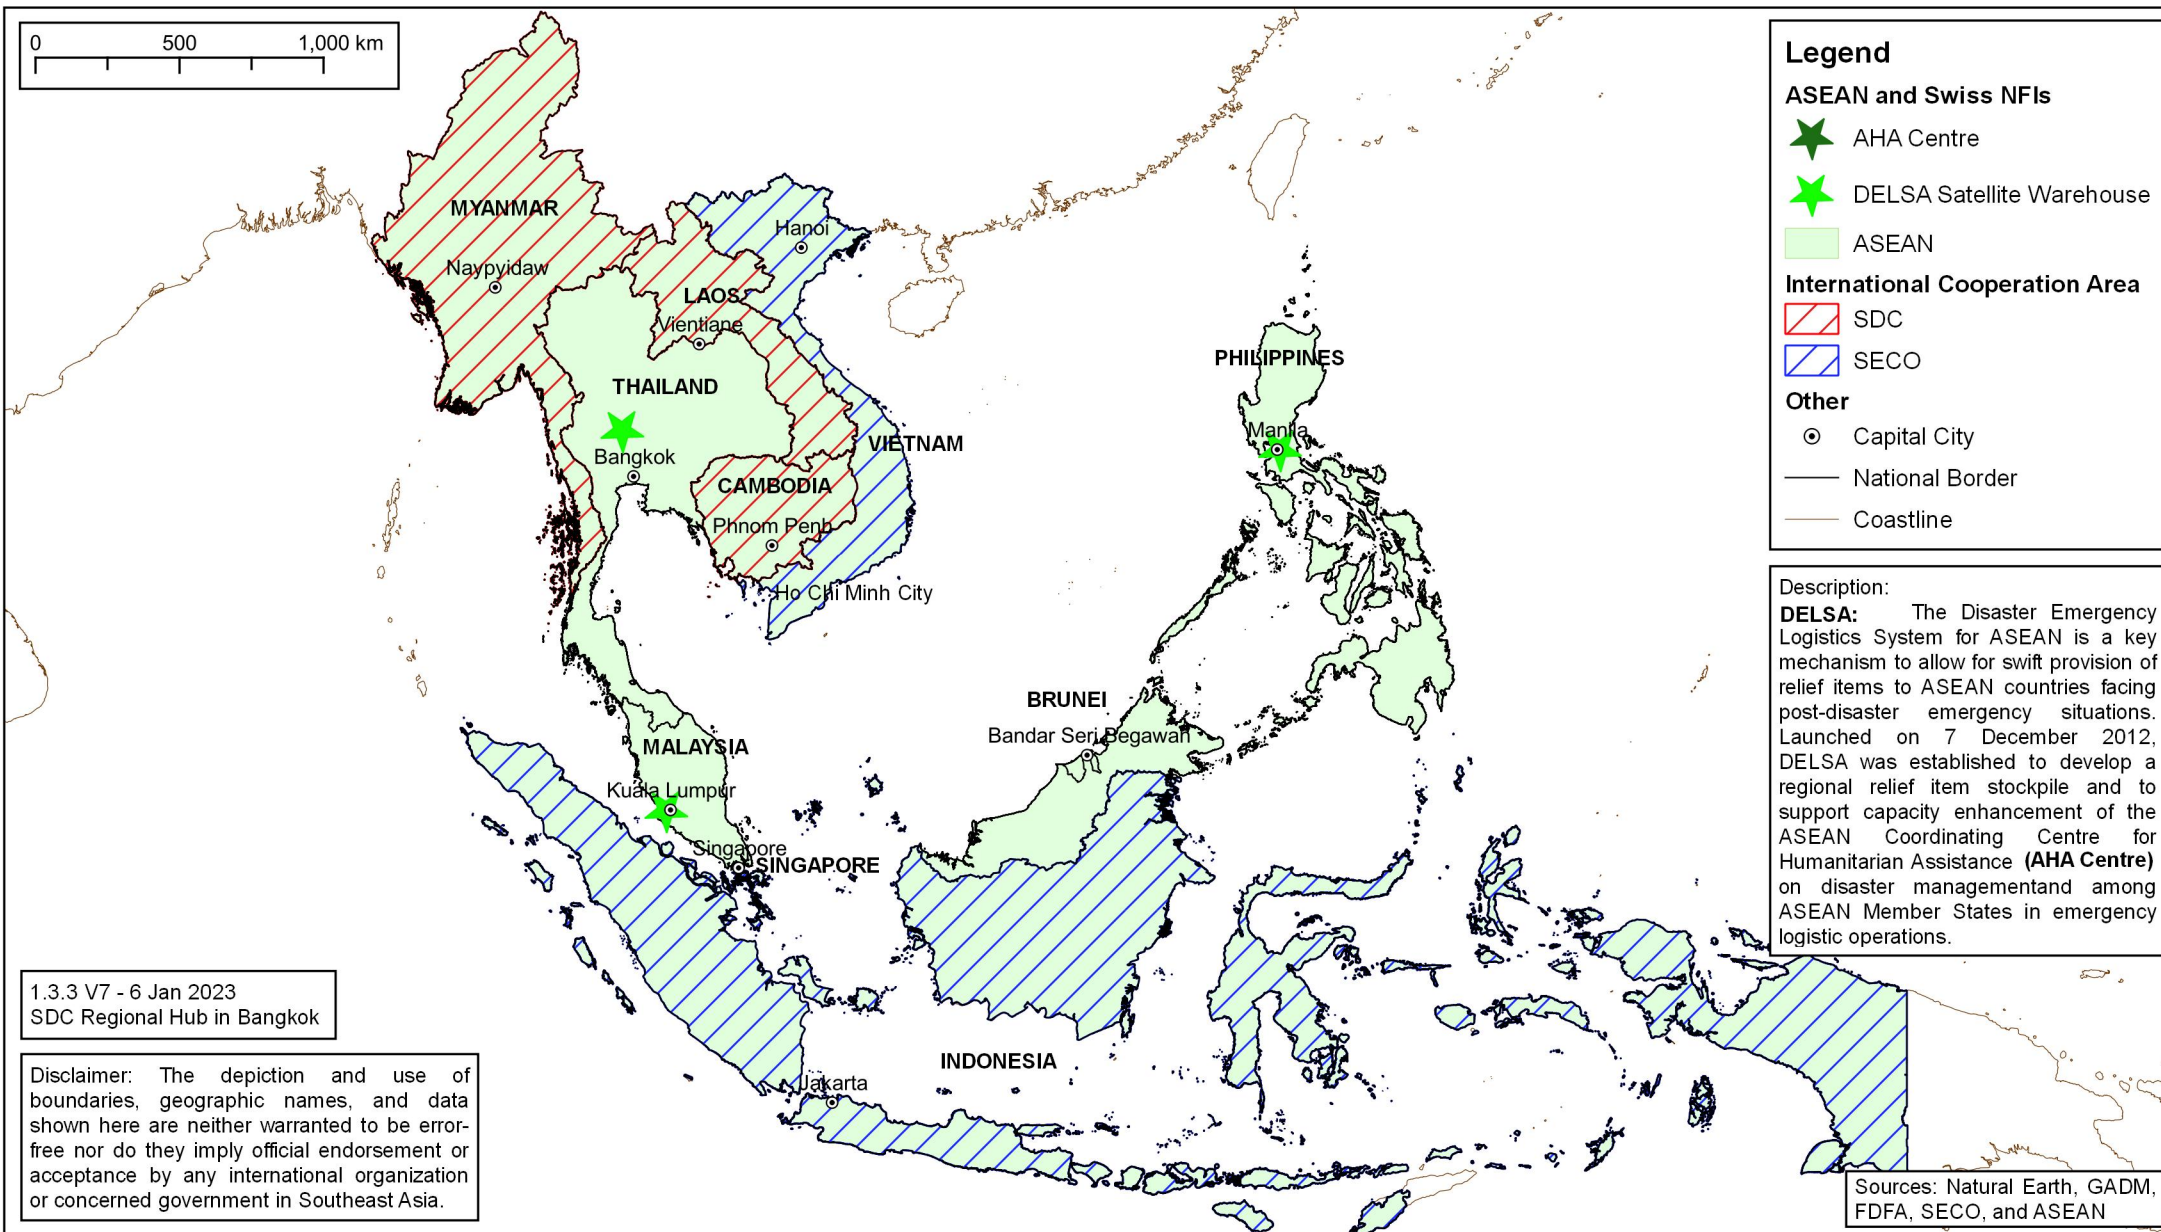 0 500 1,000 km
MYANMAR
Naypyidaw
Hanoi
LAOS
Vientiane
THAILAND
Bangkok
VIETNAM
CAMBODIA
Phnom Penh
Ho Chi Minh City
PHILIPPINES
Manila
BRUNEI
Bandar Seri Begawan
MALAYSIA
Kuala Lumpur
Singapore
SINGAPORE
INDONESIA
Jakarta
Legend
ASEAN and Swiss NFIs
AHA Centre
DELSA Satellite Warehouse
ASEAN
International Cooperation Area
SDC
SECO
Other
Capital City
National Border
Coastline
Description:
DELSA: The Disaster Emergency
Logistics System for ASEAN is a key
mechanism to allow for swift provision of
relief items to ASEAN countries facing
post-disaster emergency situations.
Launched on 7 December 2012,
DELSA was established to develop a
regional relief item stockpile and to
support capacity enhancement of the
ASEAN Coordinating Centre for
Humanitarian Assistance (AHA Centre)
on disaster managementand among
ASEAN Member States in emergency
logistic operations.
1.3.3 V7 - 6 Jan 2023
SDC Regional Hub in Bangkok
Disclaimer: The depiction and use of
boundaries, geographic names, and data
shown here are neither warranted to be error-
free nor do they imply official endorsement or
acceptance by any international organization
or concerned government in Southeast Asia.
Sources: Natural Earth, GADM,
FDFA, SECO, and ASEAN